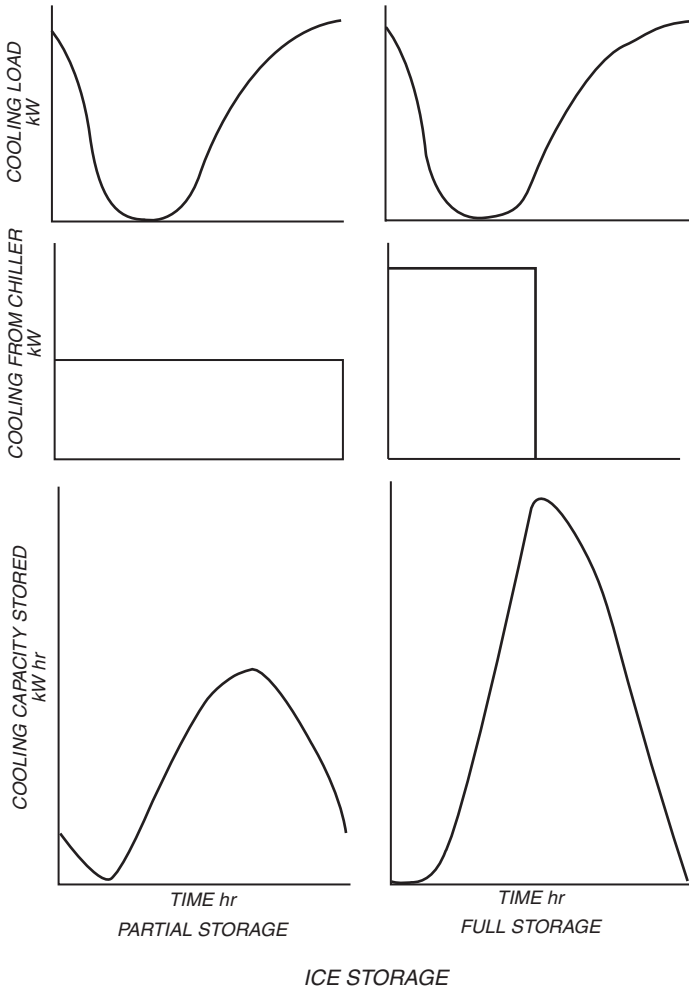 COOLING LOAD
kW
COOLING FROM CHILLER
kW
COOLING CAPACITY STORED
kW hr
TIME hr
TIME hr
PARTIAL STORAGE
FULL STORAGE
ICE STORAGE